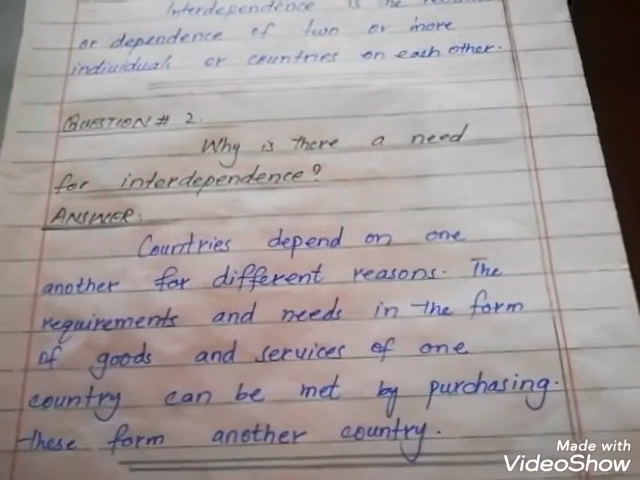 Interdependence is the
or dependence of two or more
individuals or countries on each other.
QUESTION # 2.
Why is there a need
for interdependence?
ANSWER.
Countries depend on one
another for different reasons. The
requirements and needs in the form
of goods and services of one
country can be met by purchasing.
these form another country.
Made with
VideoShow